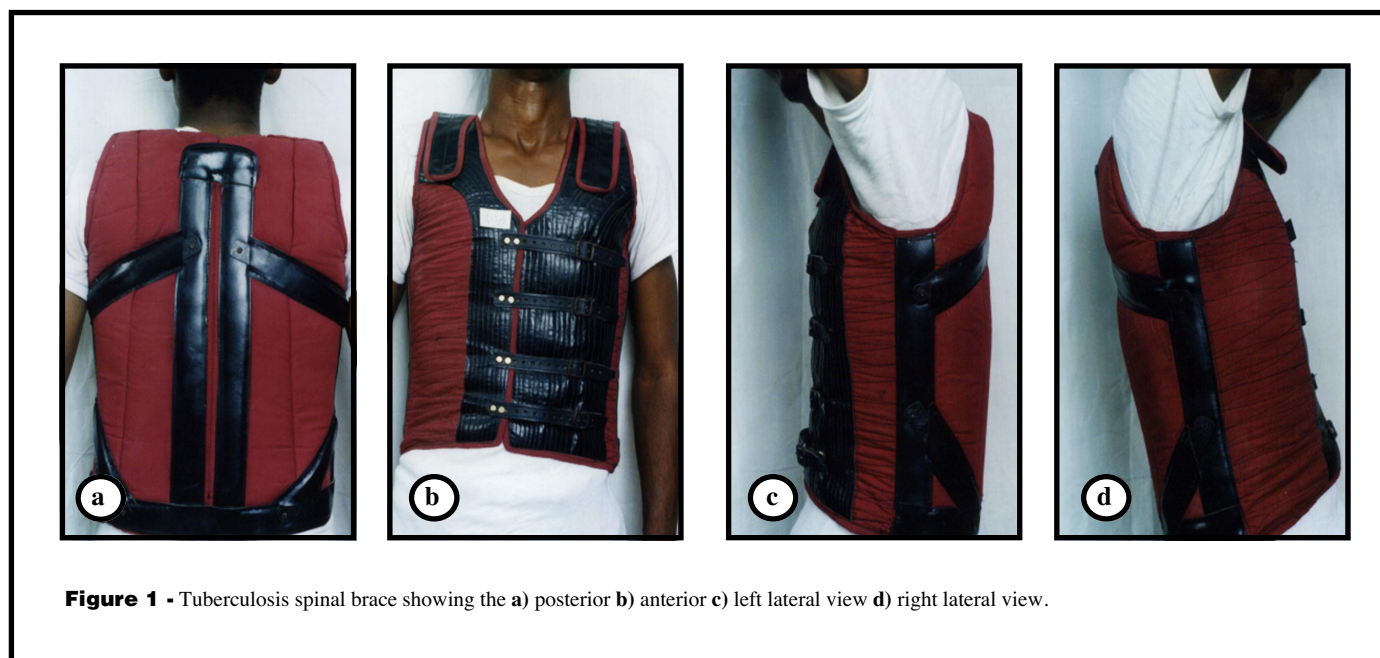 a
b
c
d
Figure 1 - Tuberculosis spinal brace showing the a) posterior b) anterior c) left lateral view d) right lateral view.